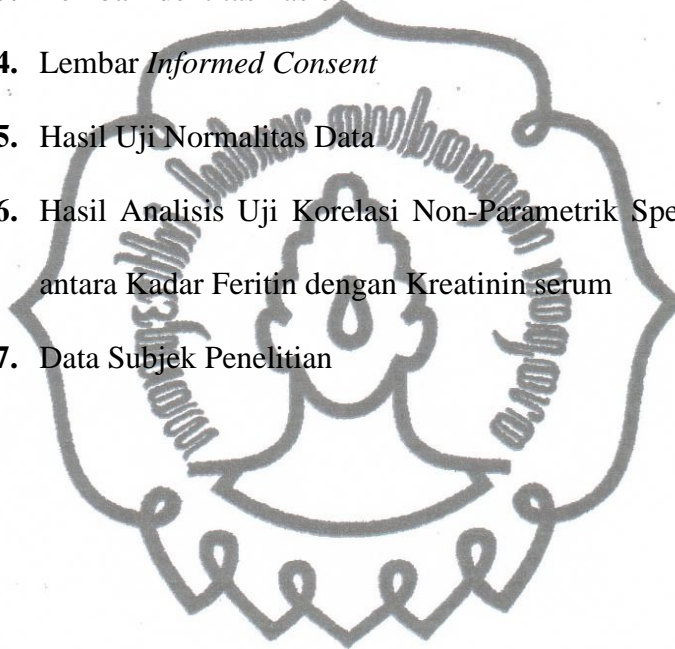 4. Lembar Informed Consent
5. Hasil Uji Normalitas Data
6. Hasil Analisis Uji Korelasi Non-Parametrik Spe
antara Kadar Feritin dengan Kreatinin serum
7. Data Subjek Penelitian